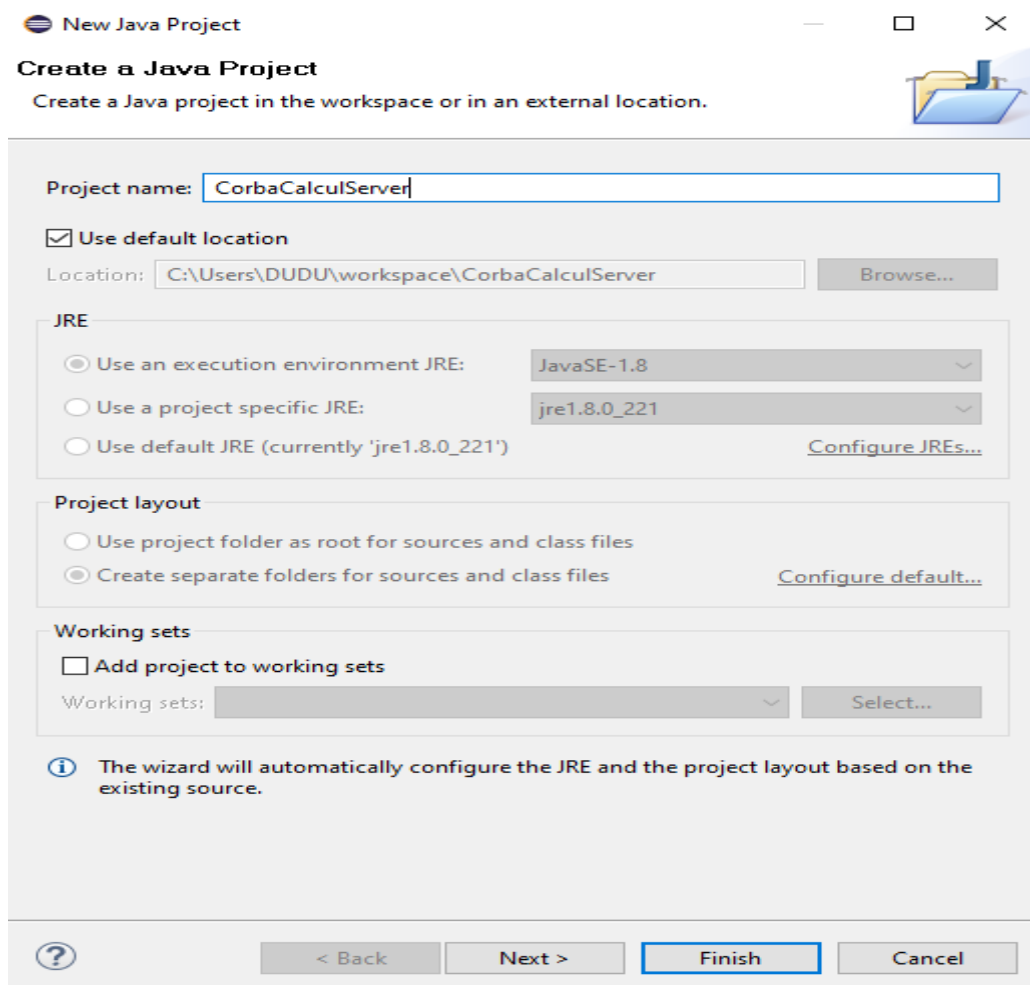 New Java Project
Create a Java Project
Create a Java project in the workspace or in an external location.
Project name: CorbaCalculServer
Use default location
Location: C:\Users\DUDU\workspace\CorbaCalculServer Browse...
JRE
Use an execution environment JRE: JavaSE-1.8
Use a project specific JRE: jre1.8.0_221
Use default JRE (currently 'jre1.8.0_221') Configure JREs...
Project layout
Use project folder as root for sources and class files
Create separate folders for sources and class files Configure default...
Working sets
Add project to working sets
Working sets: Select...
The wizard will automatically configure the JRE and the project layout based on the
existing source.
? < Back Next > Finish Cancel